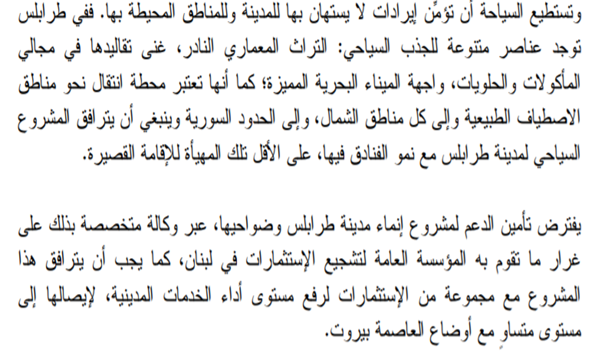 وتستطيع السياحة أن تؤمّن إيرادات لا يستهان بها للمدينة وللمناطق المحيطة بها. ففي طرابلس
توجد عناصر متنوعة للجذب السياحي: التراث المعماري النادر، غنى تقاليدها في مجالي
المأكولات والحلويات، واجهة الميناء البحرية المميزة؛ كما أنها تعتبر محطة انتقال نحو مناطق
الاصطياف الطبيعية وإلى كل مناطق الشمال، وإلى الحدود السورية وينبغي أن يترافق المشروع
السياحي لمدينة طرابلس مع نمو الفنادق فيها، على الأقل تلك المهيأة للإقامة القصيرة.
يفترض تأمين الدعم لمشروع إنماء مدينة طرابلس وضواحيها، عبر وكالة متخصصة بذلك على
غرار ما تقوم به المؤسسة العامة لتشجيع الإستثمارات في لبنان، كما يجب أن يترافق هذا
المشروع مع مجموعة من الإستثمارات لرفع مستوى أداء الخدمات المدينية، لإيصالها إلى
مستوى متساوٍ مع أوضاع العاصمة بيروت.